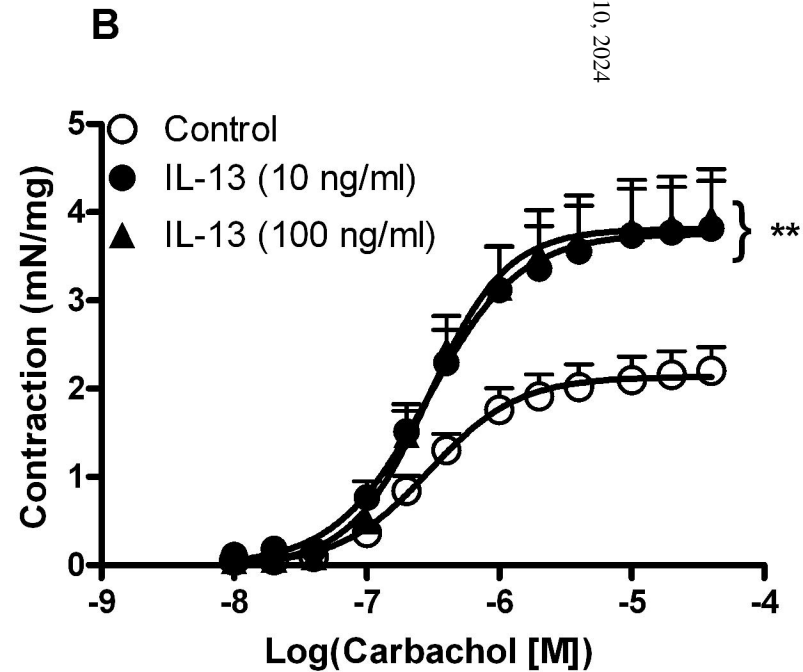 B
10, 2024
Control
IL-13 (10 ng/ml)
IL-13 (100 ng/ml)
5
4
3
2
1
0
Contraction (mN/mg)
**
-9 -8 -7 -6 -5 -4
Log(Carbachol [M])